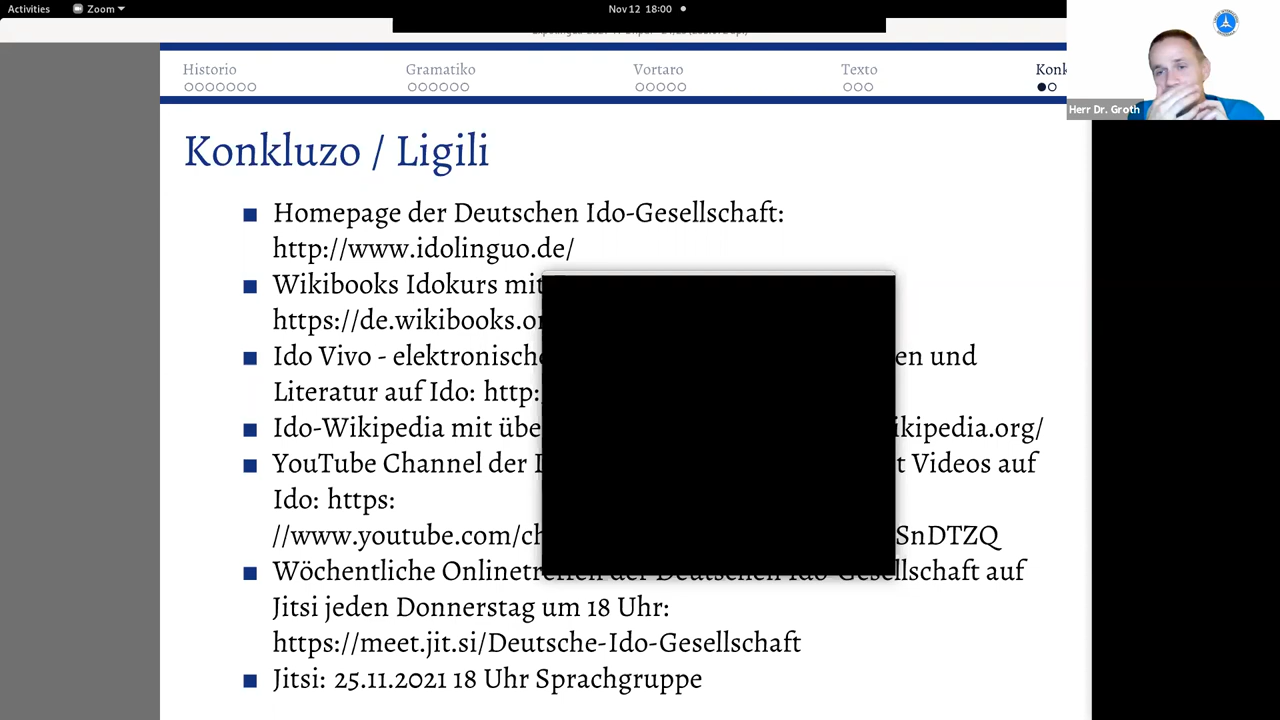 Activities Zoom Nov 12 18:00
Historio Gramatiko Vortaro Texto Konk
Herr Dr. Groth
Konkluzo / Ligili
Homepage der Deutschen Ido-Gesellschaft:
http://www.idolinguo.de/
Wikibooks Idokurs mit
https://de.wikibooks.or
Ido Vivo - elektronische en und
Literatur auf Ido: http:
Ido-Wikipedia mit übe ikipedia.org/
YouTube Channel der t Videos auf
Ido: https:
//www.youtube.com/ch SnDTZQ
Wöchentliche Onlinetreffen der Deutschen Ido-Gesellschaft auf
Jitsi jeden Donnerstag um 18 Uhr:
https://meet.jit.si/Deutsche-Ido-Gesellschaft
Jitsi: 25.11.2021 18 Uhr Sprachgruppe